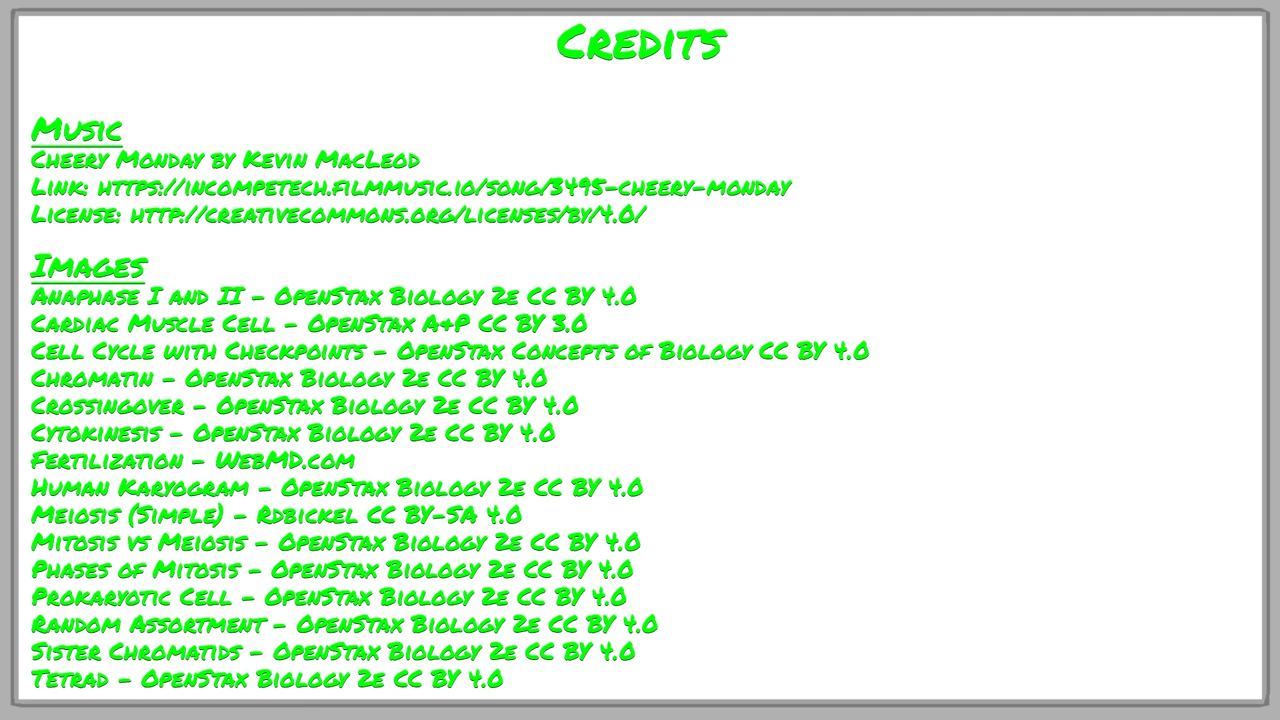 Credits
Music
Cheery Monday by Kevin MacLeod
Link: https://incompetech.filmmusic.io/song/3495-cheery-monday
License: http://creativecommons.org/licenses/by/4.0/
Images
Anaphase I and II - OpenStax Biology 2e CC BY 4.0
Cardiac Muscle Cell - OpenStax A&P CC BY 3.0
Cell Cycle with Checkpoints - OpenStax Concepts of Biology CC BY 4.0
Chromatin - OpenStax Biology 2e CC BY 4.0
Crossingover - OpenStax Biology 2e CC BY 4.0
Cytokinesis - OpenStax Biology 2e CC BY 4.0
Fertilization - WebMD.com
Human Karyogram - OpenStax Biology 2e CC BY 4.0
Meiosis (Simple) - Rdbickel CC BY-SA 4.0
Mitosis vs Meiosis - OpenStax Biology 2e CC BY 4.0
Phases of Mitosis - OpenStax Biology 2e CC BY 4.0
Prokaryotic Cell - OpenStax Biology 2e CC BY 4.0
Random Assortment - OpenStax Biology 2e CC BY 4.0
Sister Chromatids - OpenStax Biology 2e CC BY 4.0
Tetrad - OpenStax Biology 2e CC BY 4.0